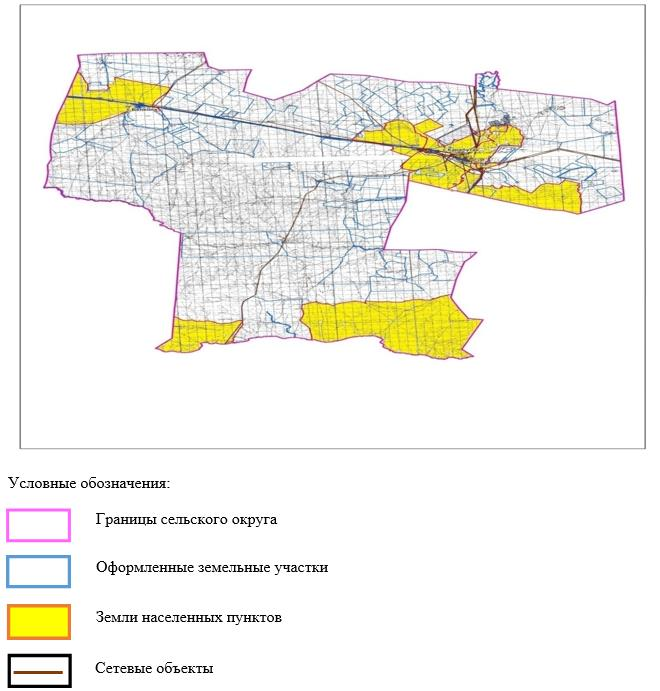 Условные обозначения:
Границы сельского округа
Оформленные земельные участки
Земли населенных пунктов
Сетевые объекты